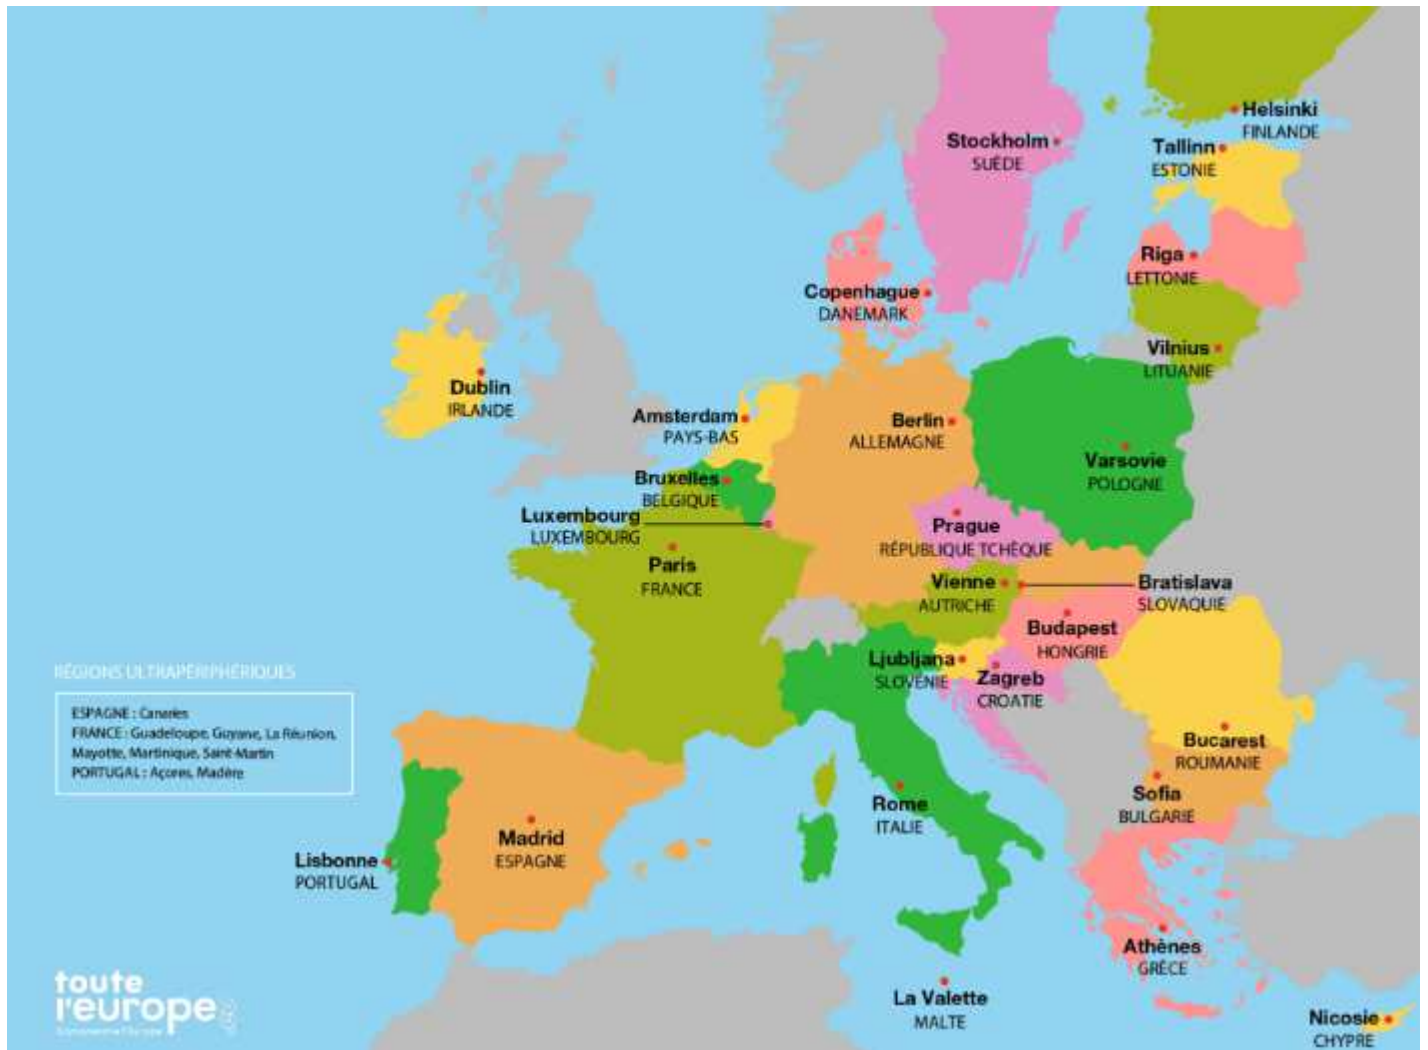 Helsinki
FINLANDE
Stockholm
SUÈDE
Tallinn
ESTONIE
Riga
LETTONIE
Copenhague
DANEMARK
Vilnius
LITUANIE
Dublin
IRLANDE
Amsterdam
PAYS-BAS
Berlin
ALLEMAGNE
Varsovie
POLOGNE
Bruxelles
BELGIQUE
Luxembourg
LUXEMBOURG
Prague
RÉPUBLIQUE TCHÈQUE
Paris
FRANCE
Vienne
AUTRICHE
Bratislava
SLOVAQUIE
Budapest
HONGRIE
Ljubljana
SLOVÉNIE
Zagreb
CROATIE
RÉGIONS ULTRAPÉRIPHÉRIQUES
ESPAGNE : Canaries
FRANCE : Guadeloupe, Guyane, La Réunion,
Mayotte, Martinique, Saint-Martin
PORTUGAL : Açores, Madère
Bucarest
ROUMANIE
Sofia
BULGARIE
Rome
ITALIE
Madrid
ESPAGNE
Lisbonne
PORTUGAL
Athènes
GRÈCE
La Valette
MALTE
Nicosie
CHYPRE
toute
l'europe